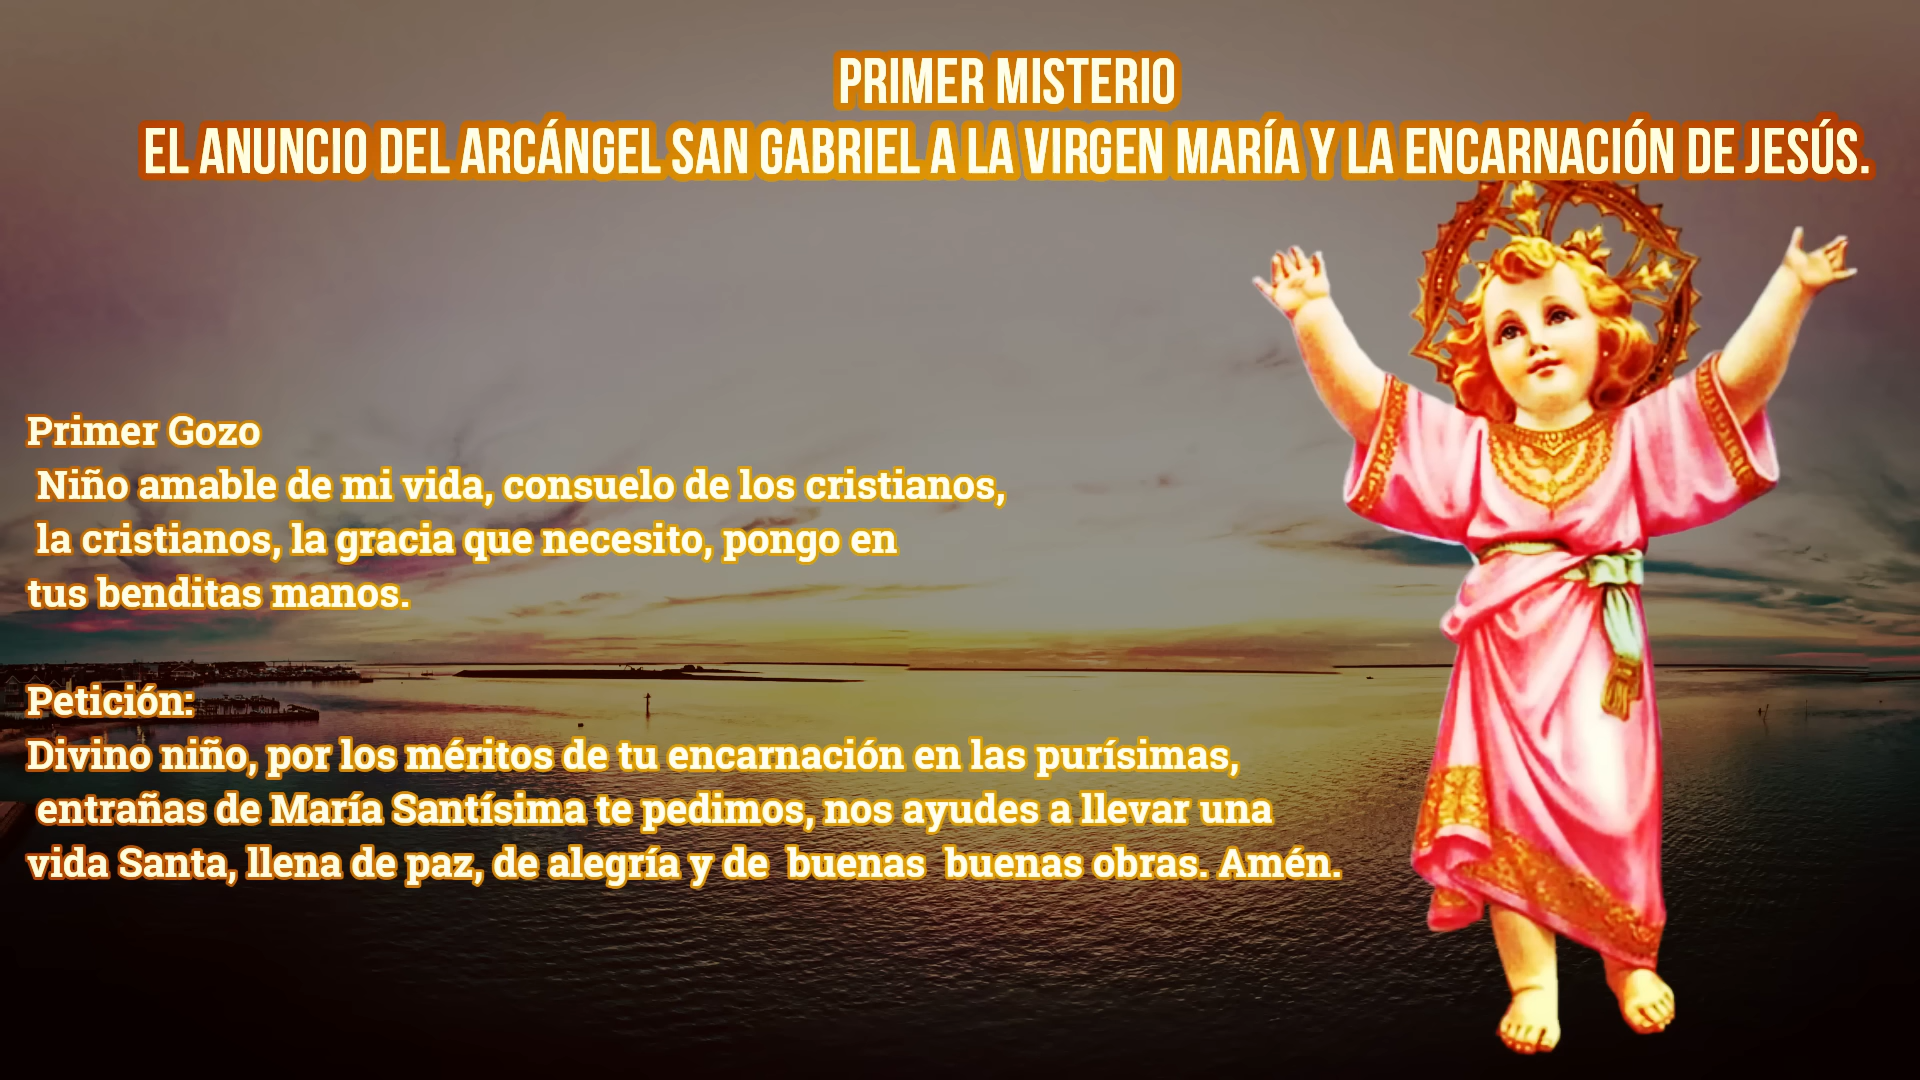 PRIMER MISTERIO
EL ANUNCIO DEL ARCÁNGEL SAN GABRIEL A LA VIRGEN MARÍA Y LA ENCARNACIÓN DE JESÚS.
Primer Gozo
Niño amable de mi vida, consuelo de los cristianos,
la cristianos, la gracia que necesito, pongo en
tus benditas manos.
Petición:
Divino niño, por los méritos de tu encarnación en las purísimas,
entrañas de María Santísima te pedimos, nos ayudes a llevar una
vida Santa, llena de paz, de alegría y de buenas buenas obras. Amén.